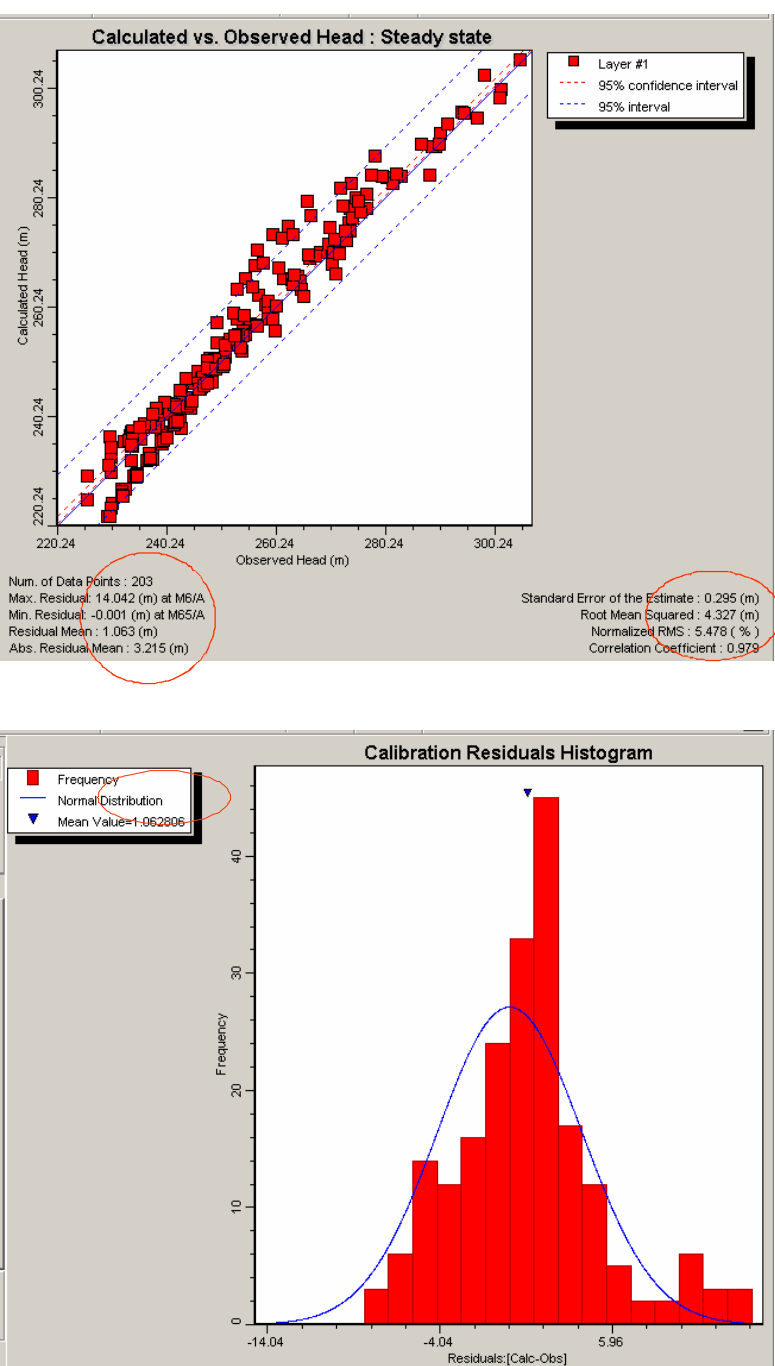 Calculated vs. Observed Head : Steady state
Layer #1
95% confidence interval
95% interval
Calculated Head (m)
300.24
280.24
260.24
240.24
220.24
220.24 240.24 260.24 280.24 300.24
Observed Head (m)
Num. of Data Points : 203
Max. Residual: 14.042 (m) at M6/A
Min. Residual: -0.001 (m) at M65/A
Residual Mean : 1.063 (m)
Abs. Residual Mean : 3.215 (m)
Standard Error of the Estimate : 0.295 (m)
Root Mean Squared : 4.327 (m)
Normalized RMS : 5.478 ( % )
Correlation Coefficient : 0.979
Calibration Residuals Histogram
Frequency
Normal Distribution
Mean Value=1.062806
Frequency
40
30
20
10
0
-14.04 -4.04 5.96
Residuals:[Calc-Obs]